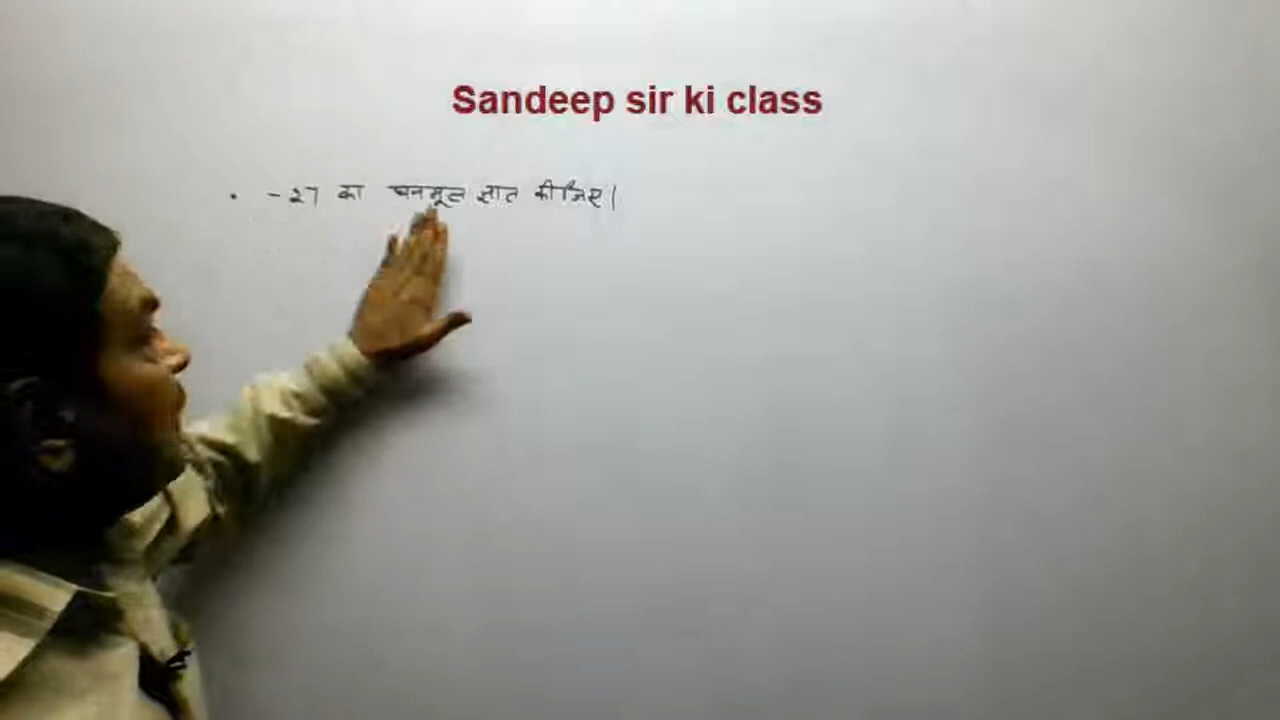 Sandeep sir ki class
• -27 का घनमूल ज्ञात कीजिए।